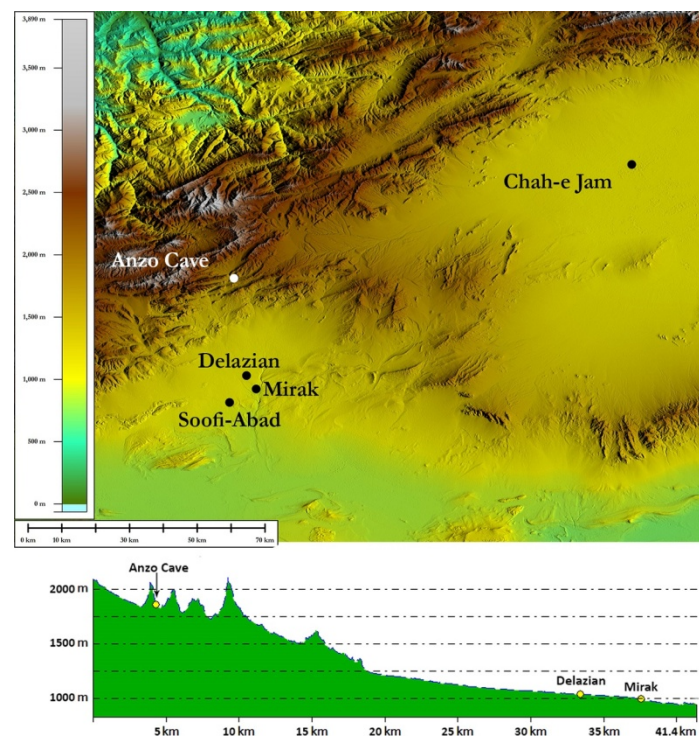 3,890 m
3,500 m
3,000 m
2,500 m
2,000 m
1,500 m
1,000 m
500 m
0 m
Chah-e Jam
Anzo Cave
Delazian
Mirak
Soofi-Abad
0 km 10 km 30 km 50 km 70 km
Anzo Cave
2000 m
1500 m
1000 m
Delazian
Mirak
5 km 10 km 15 km 20 km 25 km 30 km 35 km 41.4 km